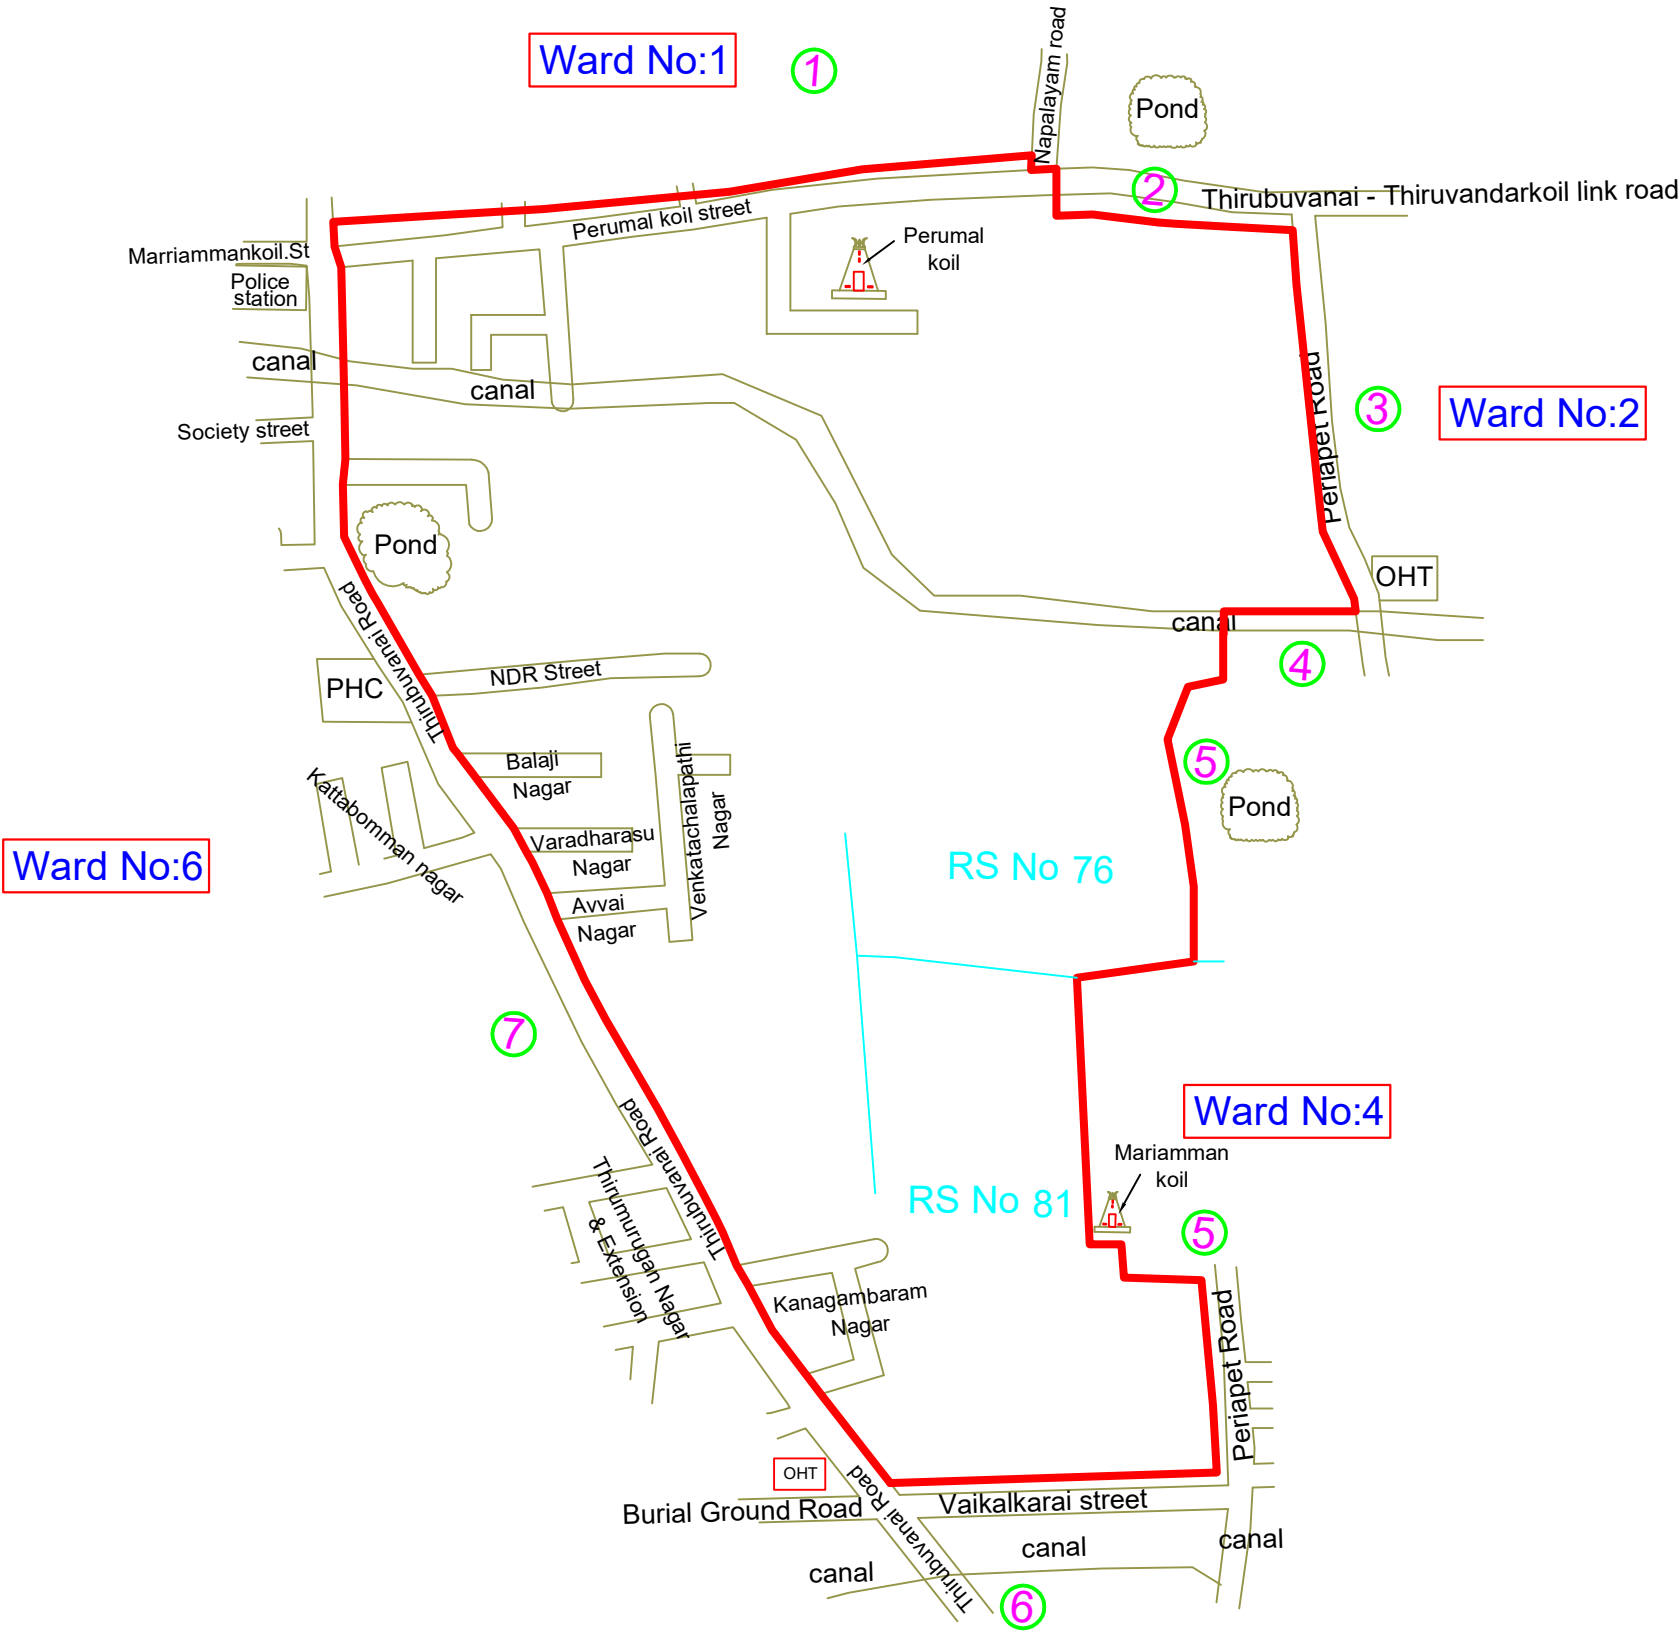 Ward No:1
1
Napalayam road
Pond
2
Thirubuvanai - Thiruvandarkoil link road
Perumal koil street
Marriammankoil.St
Perumal
koil
Police
station
canal
canal
Periapet Road
3
Ward No:2
Society street
Pond
OHT
canal
4
Thirubuvanai Road
NDR Street
PHC
Balaji
Nagar
Venkatachalapathi
Nagar
5
Pond
Kattabomman nagar
Varadharasu
Nagar
Ward No:6
RS No 76
Avvai
Nagar
7
Ward No:4
Thirubuvanai Road
Mariamman
koil
Thirumurugan Nagar
& Extension
RS No 81
5
Kanagambaram
Nagar
Periapet Road
OHT
Burial Ground Road
Thirubuvanai Road
Vaikalkarai street
canal
canal
canal
6